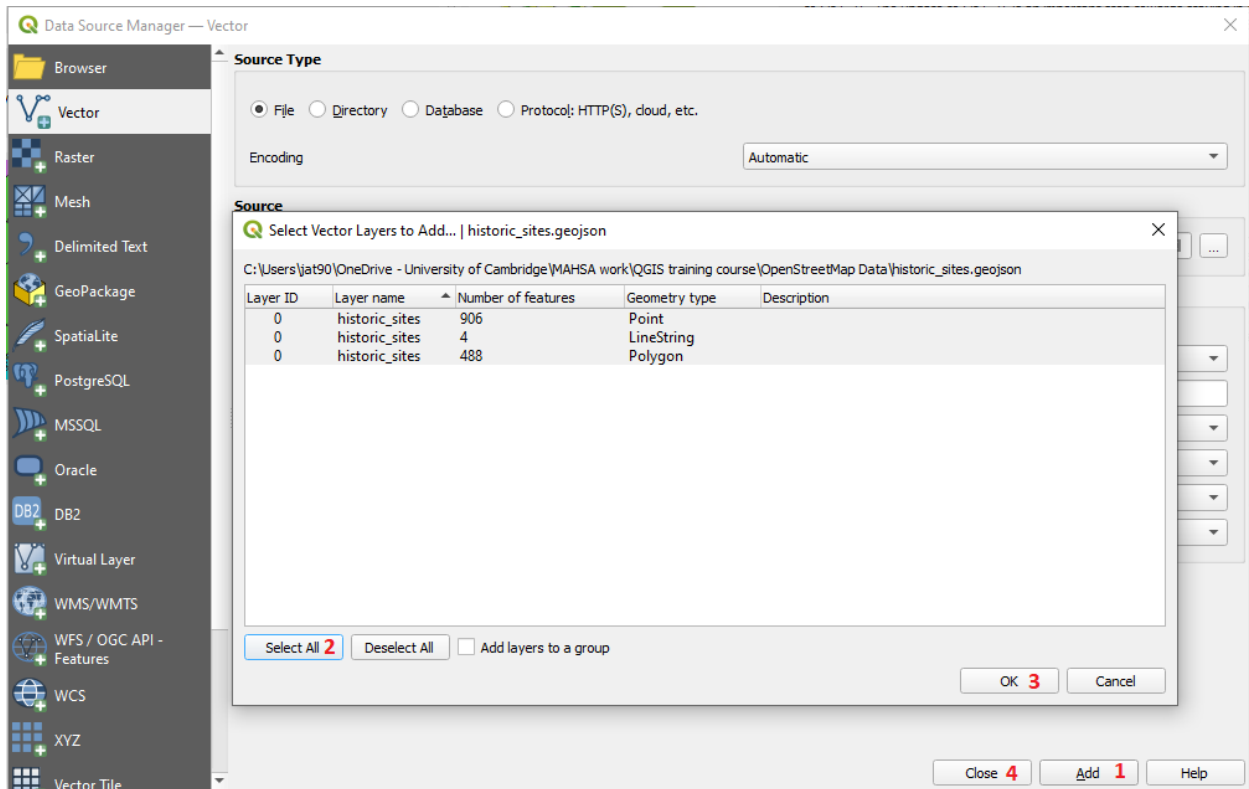 Data Source Manager — Vector
Browser
Vector
Raster
Mesh
Delimited Text
GeoPackage
SpatiaLite
PostgreSQL
MSSQL
Oracle
DB2
DB2
Virtual Layer
WMS/WMTS
WFS / OGC API -
Features
WCS
XYZ
Vector Tile
Source Type
File Directory Database Protocol: HTTP(S), cloud, etc.
Encoding Automatic
Source
...
Select Vector Layers to Add... | historic_sites.geojson
C:\Users\jat90\OneDrive - University of Cambridge\MAHSA work\QGIS training course\OpenStreetMap Data\historic_sites.geojson
Layer ID Layer name Number of features Geometry type Description
0 historic_sites 906 Point
0 historic_sites 4 LineString
0 historic_sites 488 Polygon
Select All 2 Deselect All Add layers to a group
OK 3 Cancel
Close 4 Add 1 Help